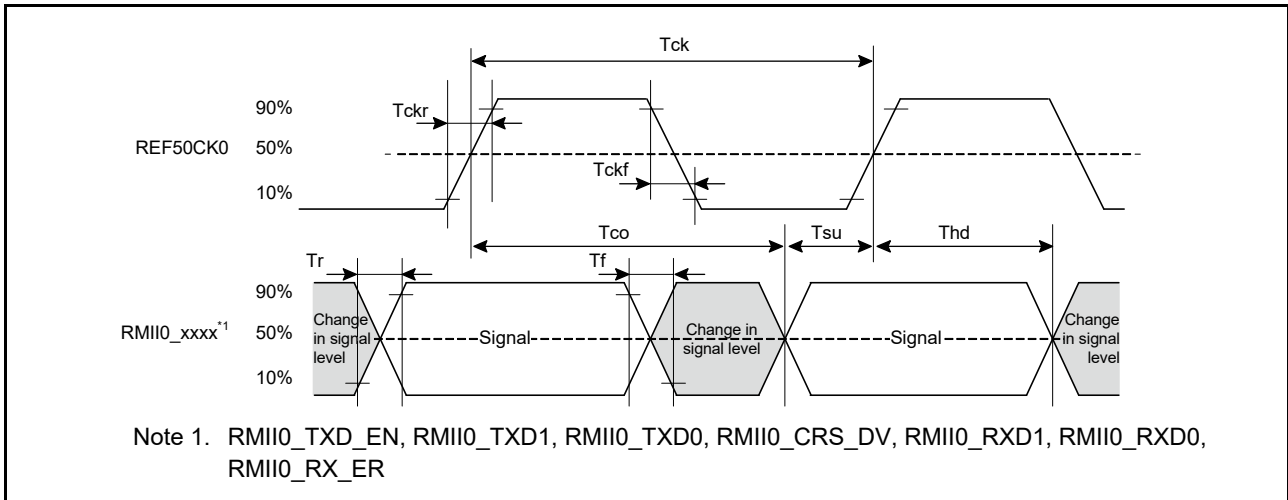 Tck
90%
Tckr
REF50CK0
50%
Tckf
10%
Tco
Tsu
Thd
Tr
Tf
90%
Change
in signal
level
RMII0_xxxx*1
50%
Signal
Change in
signal level
Signal
Change
in signal
level
10%
Note 1. RMII0_TXD_EN, RMII0_TXD1, RMII0_TXD0, RMII0_CRS_DV, RMII0_RXD1, RMII0_RXD0,
RMII0_RX_ER